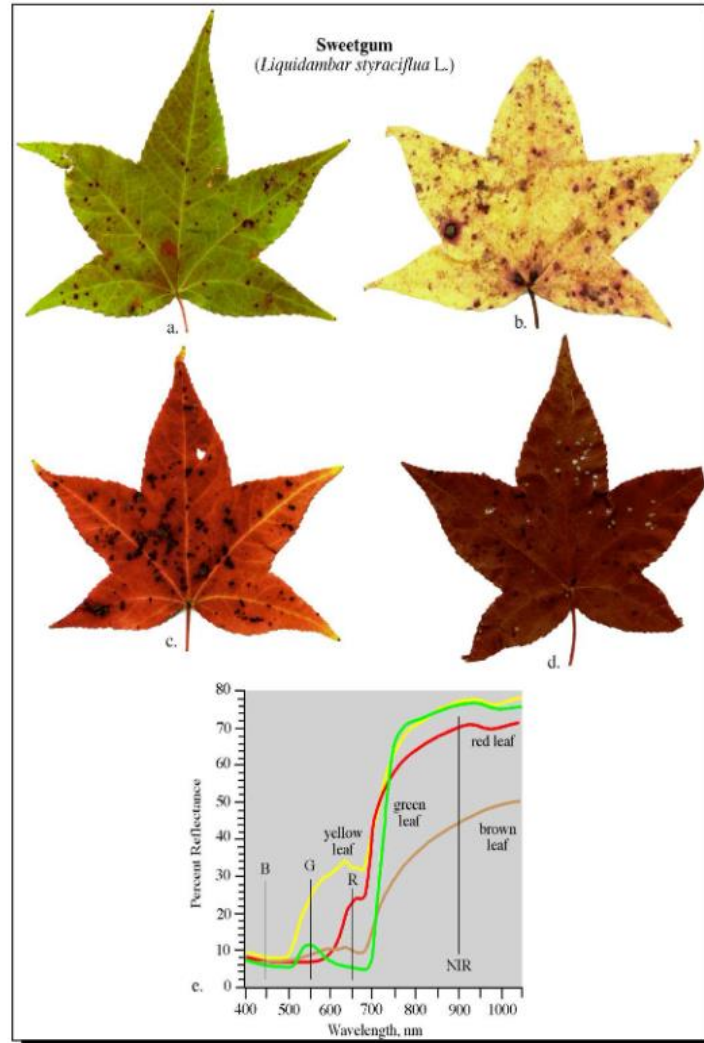 Sweetgum
(Liquidambar styraciflua L.)
a.
b.
c.
d.
e.
80
70
60
50
40
30
20
10
0
Percent Reflectance
B
G
R
NIR
yellow
leaf
green
leaf
red leaf
brown
leaf
400 500 600 700 800 900 1000
Wavelength, nm